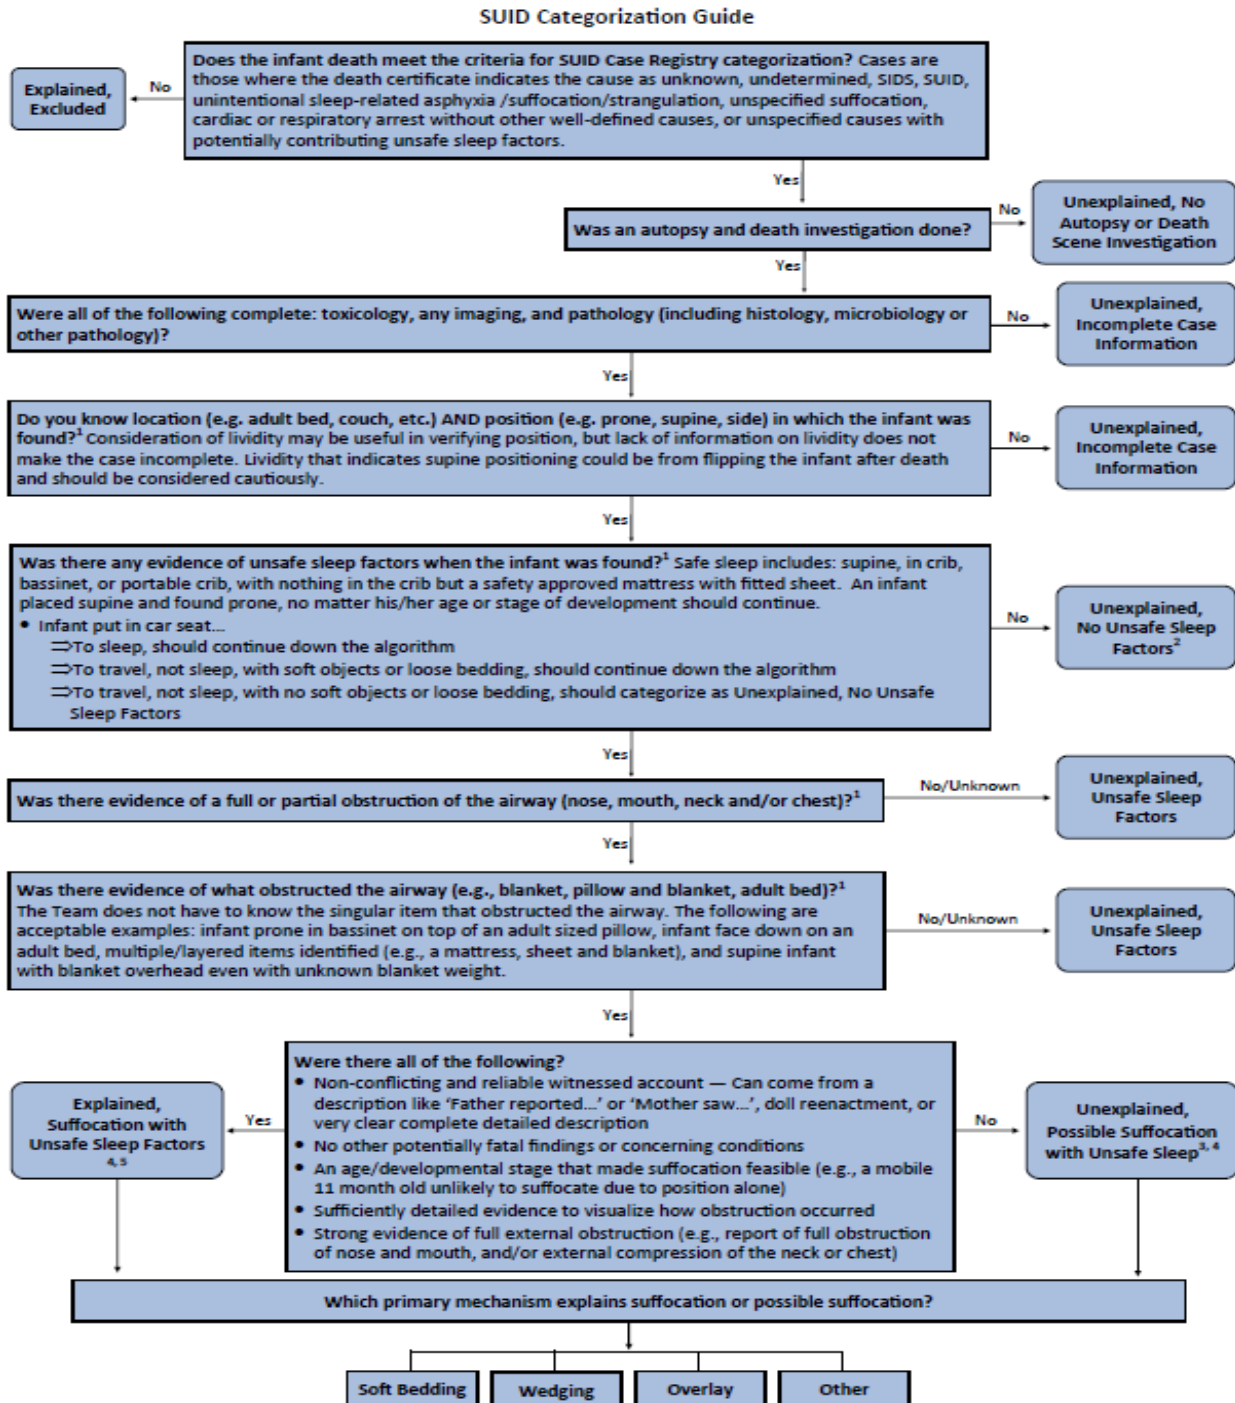 SUID Categorization Guide
Does the infant death meet the criteria for SUID Case Registry categorization? Cases are
those where the death certificate indicates the cause as unknown, undetermined, SIDS, SUID,
unintentional sleep-related asphyxia /suffocation/strangulation, unspecified suffocation,
cardiac or respiratory arrest without other well-defined causes, or unspecified causes with
potentially contributing unsafe sleep factors.
No
Explained,
Excluded
Yes
Was an autopsy and death investigation done?
No
Unexplained, No
Autopsy or Death
Scene Investigation
Yes
Were all of the following complete: toxicology, any imaging, and pathology (including histology, microbiology or
other pathology)?
No
Unexplained,
Incomplete Case
Information
Yes
Do you know location (e.g. adult bed, couch, etc.) AND position (e.g. prone, supine, side) in which the infant was
found?¹ Consideration of lividity may be useful in verifying position, but lack of information on lividity does not
make the case incomplete. Lividity that indicates supine positioning could be from flipping the infant after death
and should be considered cautiously.
No
Unexplained,
Incomplete Case
Information
Yes
Was there any evidence of unsafe sleep factors when the infant was found?¹ Safe sleep includes: supine, in crib,
bassinet, or portable crib, with nothing in the crib but a safety approved mattress with fitted sheet. An infant
placed supine and found prone, no matter his/her age or stage of development should continue.
• Infant put in car seat...
⇒To sleep, should continue down the algorithm
⇒To travel, not sleep, with soft objects or loose bedding, should continue down the algorithm
⇒To travel, not sleep, with no soft objects or loose bedding, should categorize as Unexplained, No Unsafe
Sleep Factors
No
Unexplained,
No Unsafe Sleep
Factors²
Yes
Was there evidence of a full or partial obstruction of the airway (nose, mouth, neck and/or chest)?¹
No/Unknown
Unexplained,
Unsafe Sleep
Factors
Yes
Was there evidence of what obstructed the airway (e.g., blanket, pillow and blanket, adult bed)?¹
The Team does not have to know the singular item that obstructed the airway. The following are
acceptable examples: infant prone in bassinet on top of an adult sized pillow, infant face down on an
adult bed, multiple/layered items identified (e.g., a mattress, sheet and blanket), and supine infant
with blanket overhead even with unknown blanket weight.
No/Unknown
Unexplained,
Unsafe Sleep
Factors
Yes
Were there all of the following?
• Non-conflicting and reliable witnessed account — Can come from a
description like ‘Father reported...’ or ‘Mother saw...’, doll reenactment, or
very clear complete detailed description
• No other potentially fatal findings or concerning conditions
• An age/developmental stage that made suffocation feasible (e.g., a mobile
11 month old unlikely to suffocate due to position alone)
• Sufficiently detailed evidence to visualize how obstruction occurred
• Strong evidence of full external obstruction (e.g., report of full obstruction
of nose and mouth, and/or external compression of the neck or chest)
Yes
Explained,
Suffocation with
Unsafe Sleep Factors
4, 5
No
Unexplained,
Possible Suffocation
with Unsafe Sleep³, ⁴
Which primary mechanism explains suffocation or possible suffocation?
Soft Bedding
Wedging
Overlay
Other